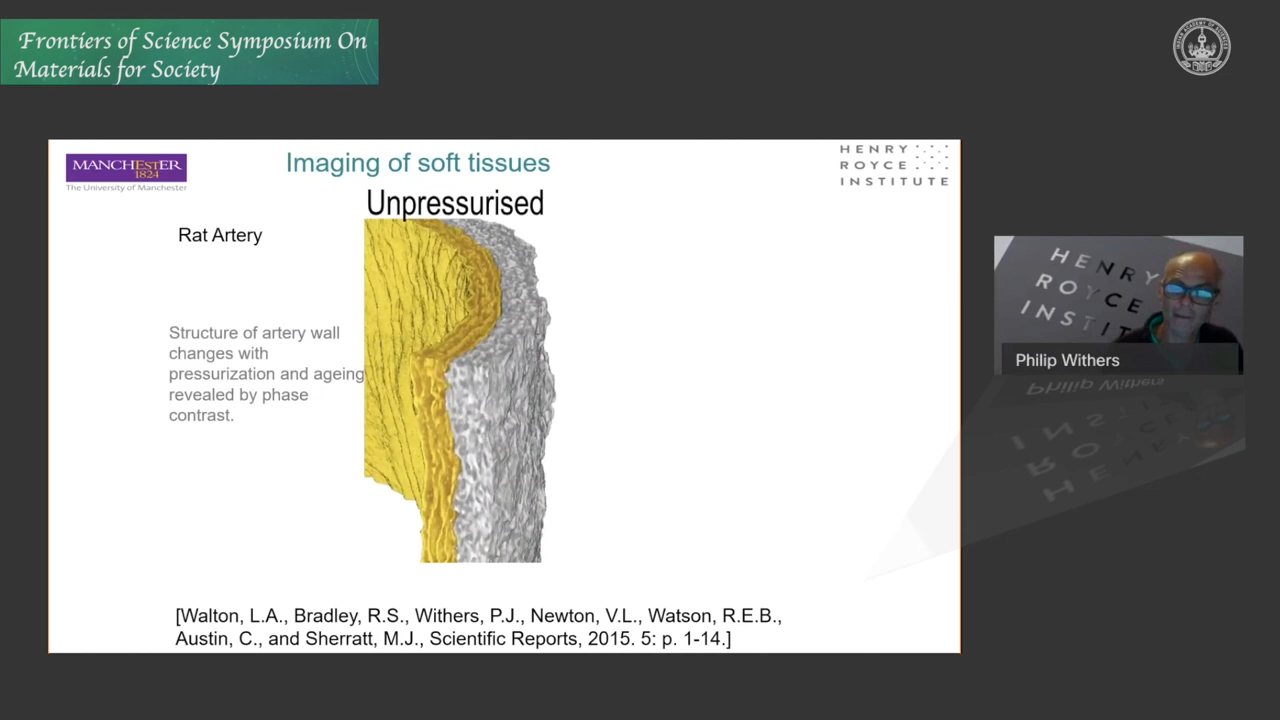 Frontiers of Science Symposium On
Materials for Society
MANCHESTER
1824
The University of Manchester
Imaging of soft tissues
HENRY
ROYCE
INSTITUTE
Unpressurised
Rat Artery
Structure of artery wall
changes with
pressurization and ageing
revealed by phase
contrast.
[Walton, L.A., Bradley, R.S., Withers, P.J., Newton, V.L., Watson, R.E.B.,
Austin, C., and Sherratt, M.J., Scientific Reports, 2015. 5: p. 1-14.]
HENRY
ROYCE
INSTIT
Philip Withers